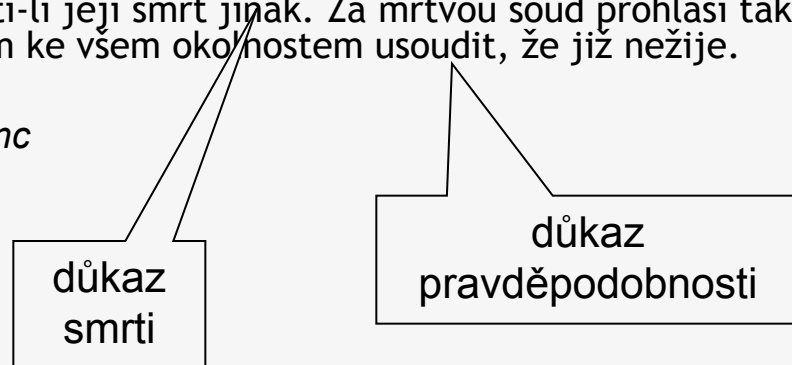 ti-li její smrt jinak. Za mrtvou soud prohlásí tak
m ke všem okolnostem usoudit, že již nežije.
nc
důkaz
smrti
důkaz
pravděpodobnosti